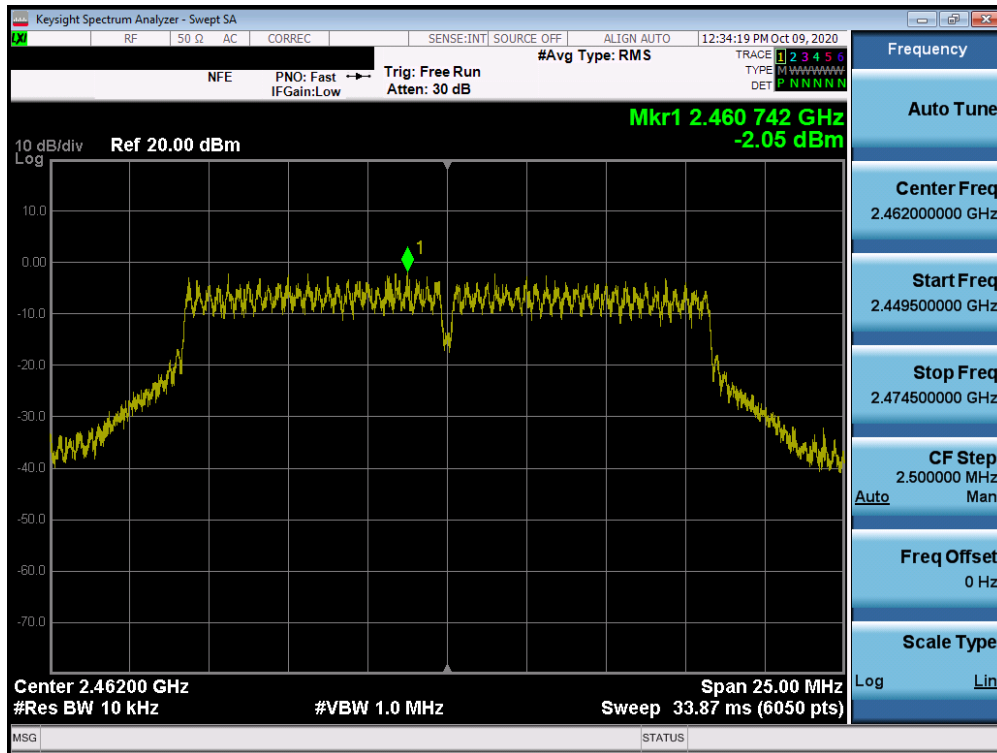 Keysight Spectrum Analyzer - Swept SA
LXI RF 50 Ω AC CORREC SENSE:INT SOURCE OFF ALIGN AUTO 12:34:19 PM Oct 09, 2020
NFE PNO: Fast Trig: Free Run #Avg Type: RMS TRACE 1 2 3 4 5 6
IFGain:Low Atten: 30 dB TYPE M WWWWW
DET P N N N N N
Mkr1 2.460 742 GHz
-2.05 dBm
10 dB/div Ref 20.00 dBm
Log
10.0
1
0.00
-10.0
-20.0
-30.0
-40.0
-50.0
-60.0
-70.0
Center 2.46200 GHz Span 25.00 MHz
#Res BW 10 kHz #VBW 1.0 MHz Sweep 33.87 ms (6050 pts)
MSG STATUS
Frequency
Auto Tune
Center Freq
2.462000000 GHz
Start Freq
2.449500000 GHz
Stop Freq
2.474500000 GHz
CF Step
2.500000 MHz
Auto Man
Freq Offset
0 Hz
Scale Type
Log Lin